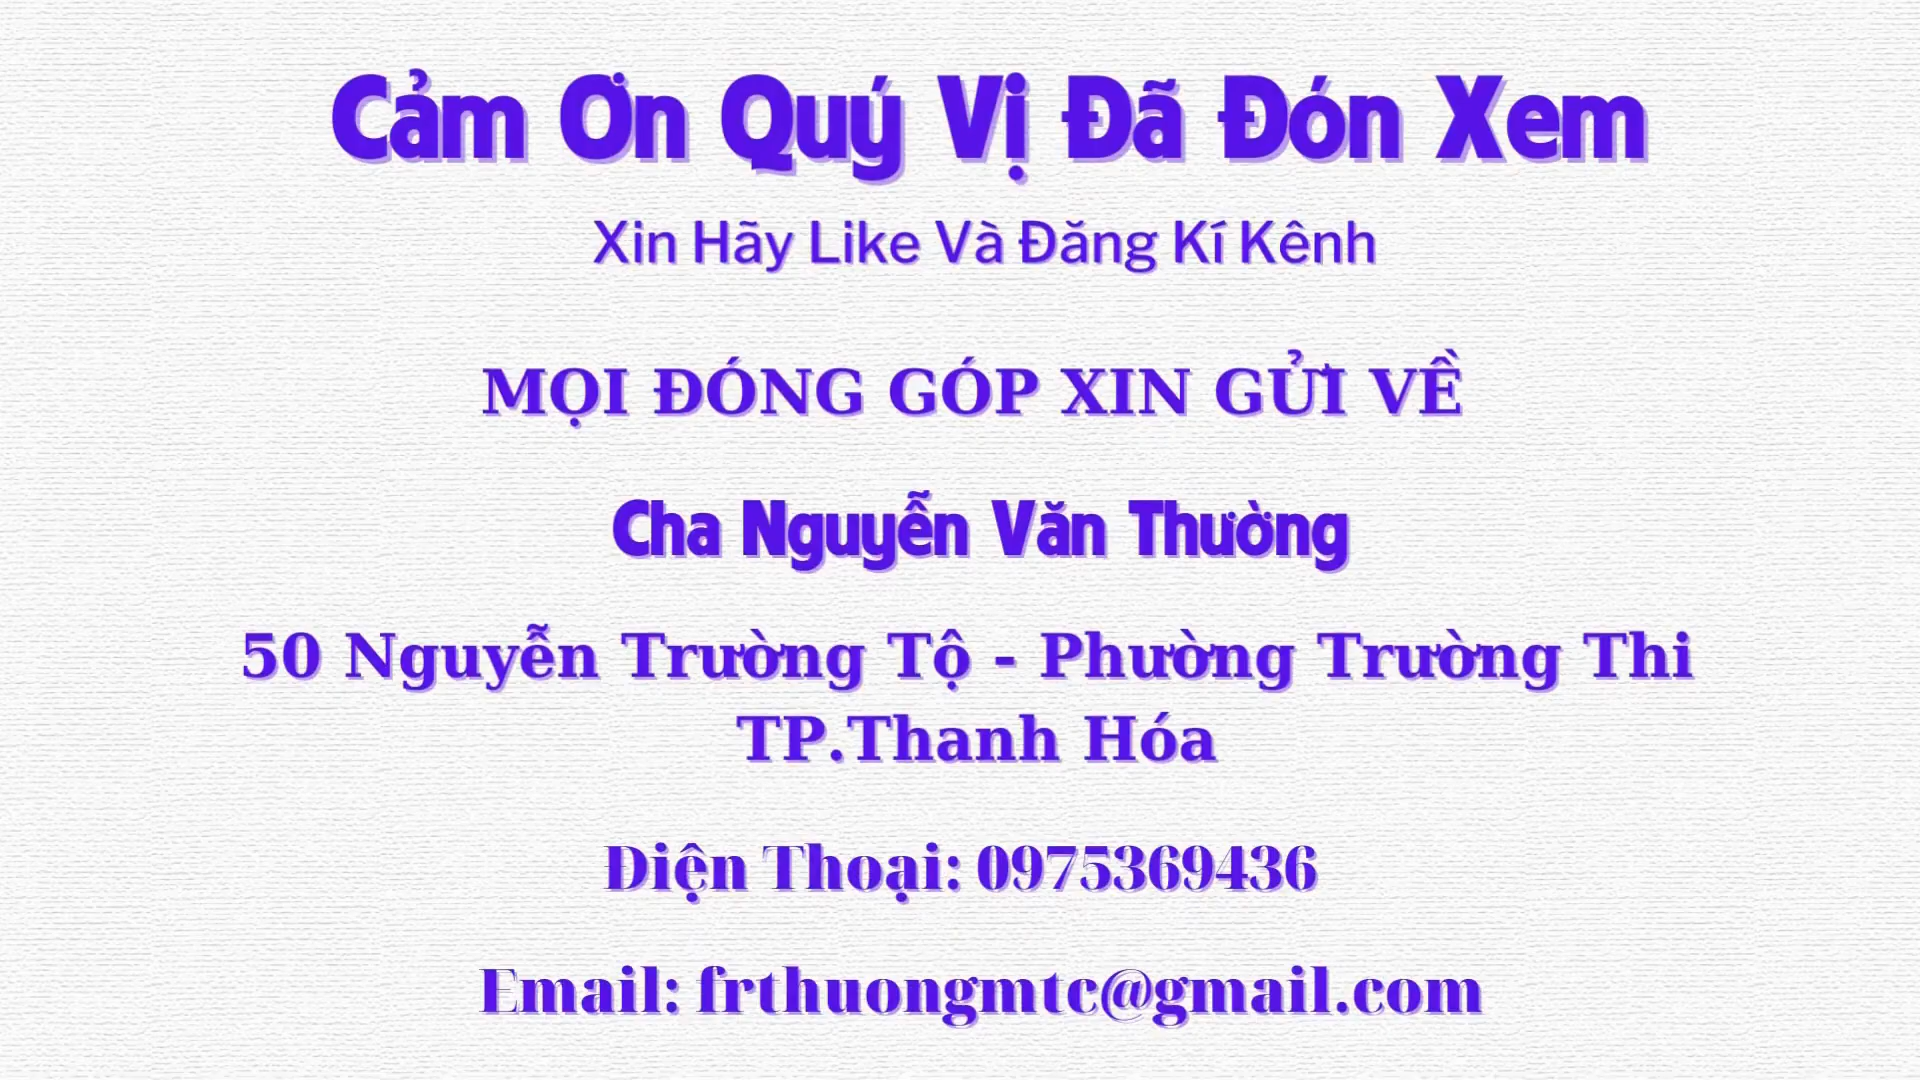 Cảm Ơn Quý Vị Đã Đón Xem
Xin Hãy Like Và Đăng Kí Kênh
MỌI ĐÓNG GÓP XIN GỬI VỀ
Cha Nguyễn Văn Thường
50 Nguyễn Trường Tộ - Phường Trường Thi
TP.Thanh Hóa
Điện Thoại: 0975369436
Email: frthuongmtc@gmail.com